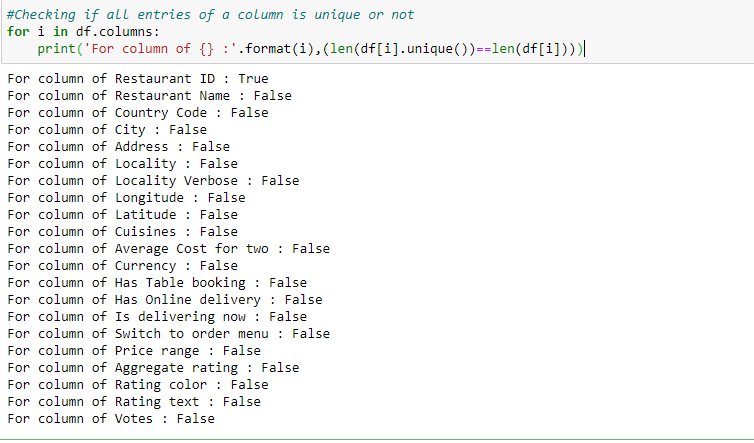 #Checking if all entries of a column is unique or not
for i in df.columns:
    print('For column of {} :'.format(i),(len(df[i].unique())==len(df[i])))
For column of Restaurant ID : True
For column of Restaurant Name : False
For column of Country Code : False
For column of City : False
For column of Address : False
For column of Locality : False
For column of Locality Verbose : False
For column of Longitude : False
For column of Latitude : False
For column of Cuisines : False
For column of Average Cost for two : False
For column of Currency : False
For column of Has Table booking : False
For column of Has Online delivery : False
For column of Is delivering now : False
For column of Switch to order menu : False
For column of Price range : False
For column of Aggregate rating : False
For column of Rating color : False
For column of Rating text : False
For column of Votes : False